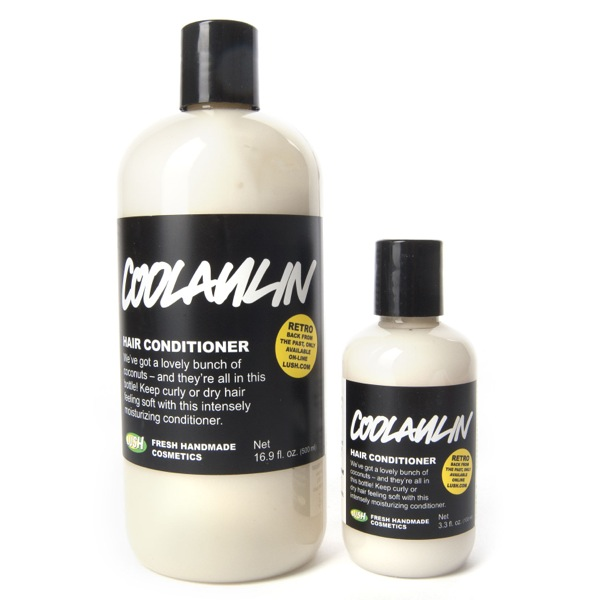 COOLAULIN
HAIR CONDITIONER
We've got a lovely bunch of
coconuts – and they're all in this
bottle! Keep curly or dry hair
feeling soft with this intensely
moisturizing conditioner.
RETRO
BACK FROM
THE PAST, ONLY
AVAILABLE
ON-LINE
LUSH.COM
LUSH
FRESH HANDMADE
COSMETICS
Net
16.9 fl. oz. (500 ml)
COOLAULIN
HAIR CONDITIONER
We've got a lovely bunch of
coconuts – and they're all in
this bottle! Keep curly or
dry hair feeling soft with this
intensely moisturizing conditioner.
RETRO
BACK FROM
THE PAST, ONLY
AVAILABLE
ONLINE
LUSH.COM
LUSH
FRESH HANDMADE
COSMETICS
Net
3.3 fl. oz.